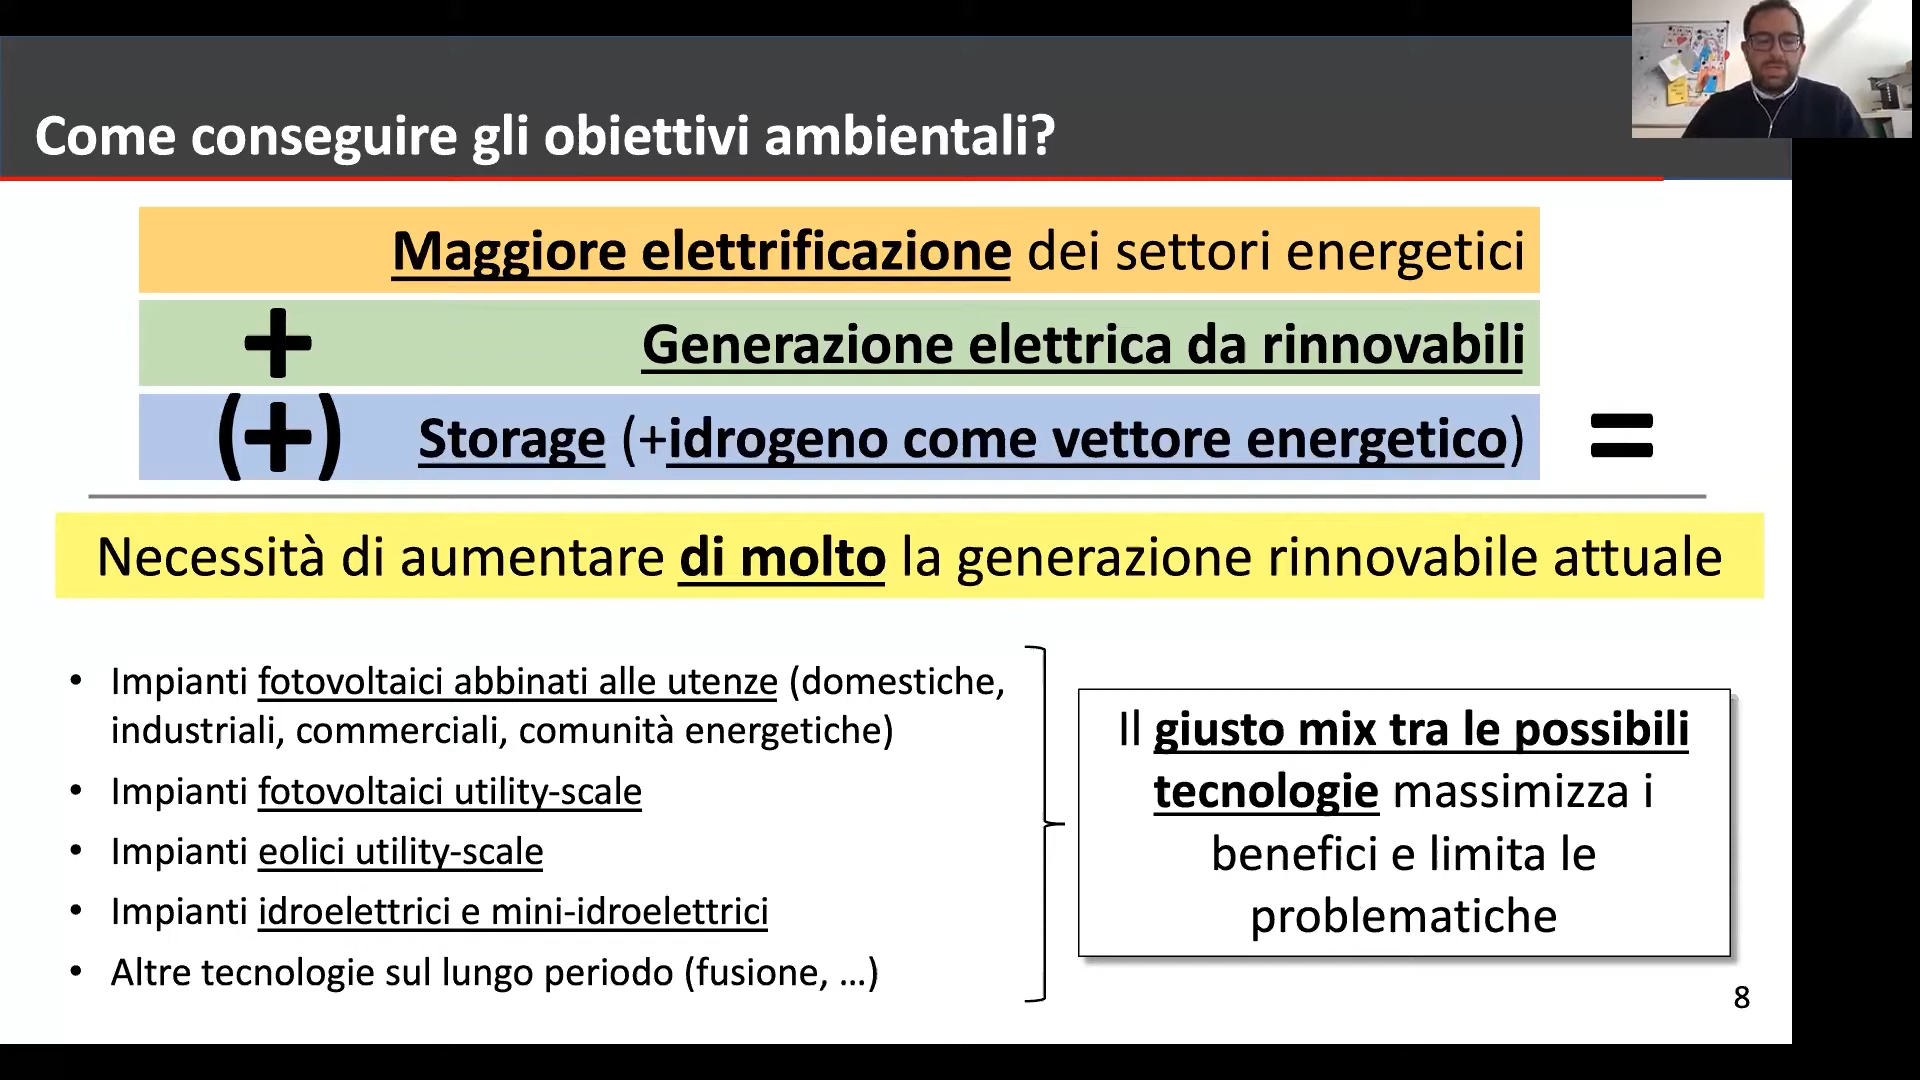 Come conseguire gli obiettivi ambientali?
Maggiore elettrificazione dei settori energetici
+ Generazione elettrica da rinnovabili
(+) Storage (+idrogeno come vettore energetico) =
Necessità di aumentare di molto la generazione rinnovabile attuale
• Impianti fotovoltaici abbinati alle utenze (domestiche,
industriali, commerciali, comunità energetiche)
• Impianti fotovoltaici utility-scale
• Impianti eolici utility-scale
• Impianti idroelettrici e mini-idroelettrici
• Altre tecnologie sul lungo periodo (fusione, …)
Il giusto mix tra le possibili
tecnologie massimizza i
benefici e limita le
problematiche
8